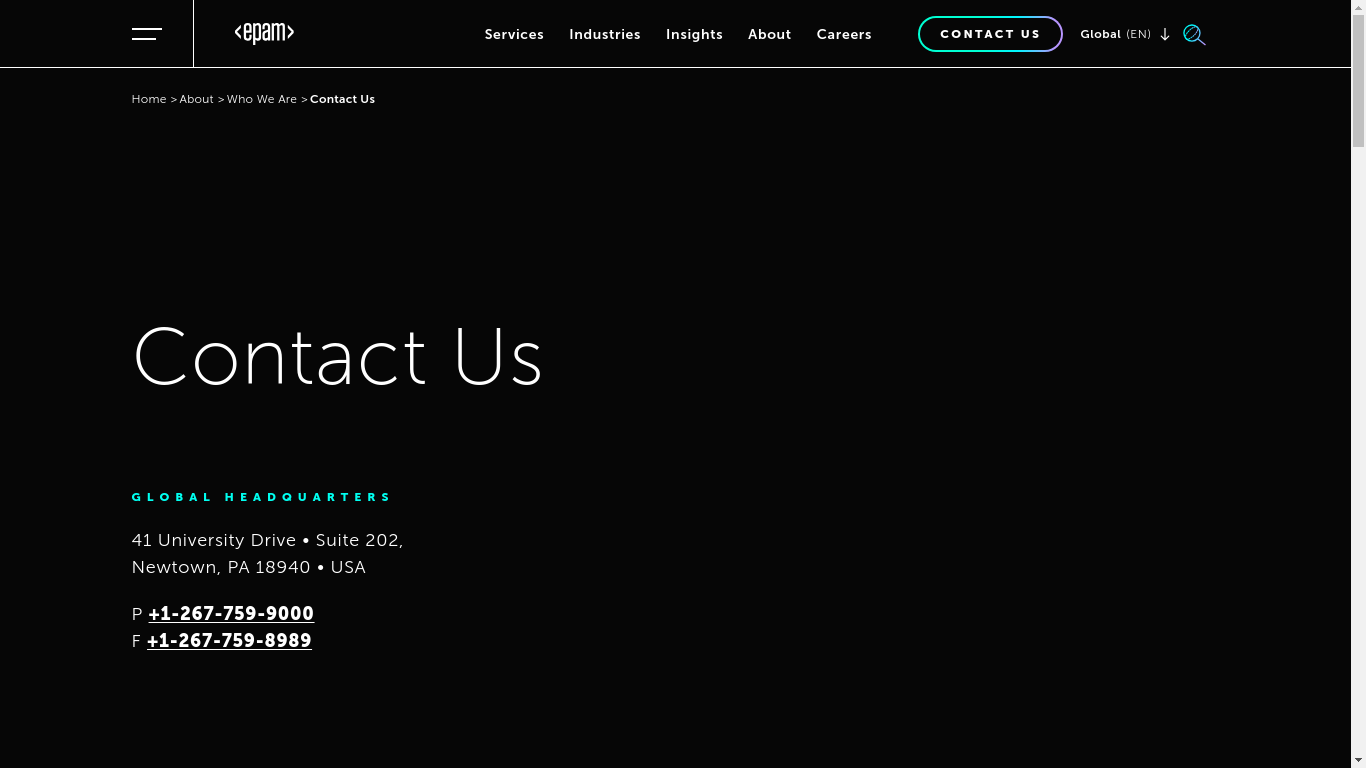 <epam>
Services Industries Insights About Careers
CONTACT US
Global (EN)
Home > About > Who We Are > Contact Us
Contact Us
GLOBAL HEADQUARTERS
41 University Drive • Suite 202,
Newtown, PA 18940 • USA
P +1-267-759-9000
F +1-267-759-8989